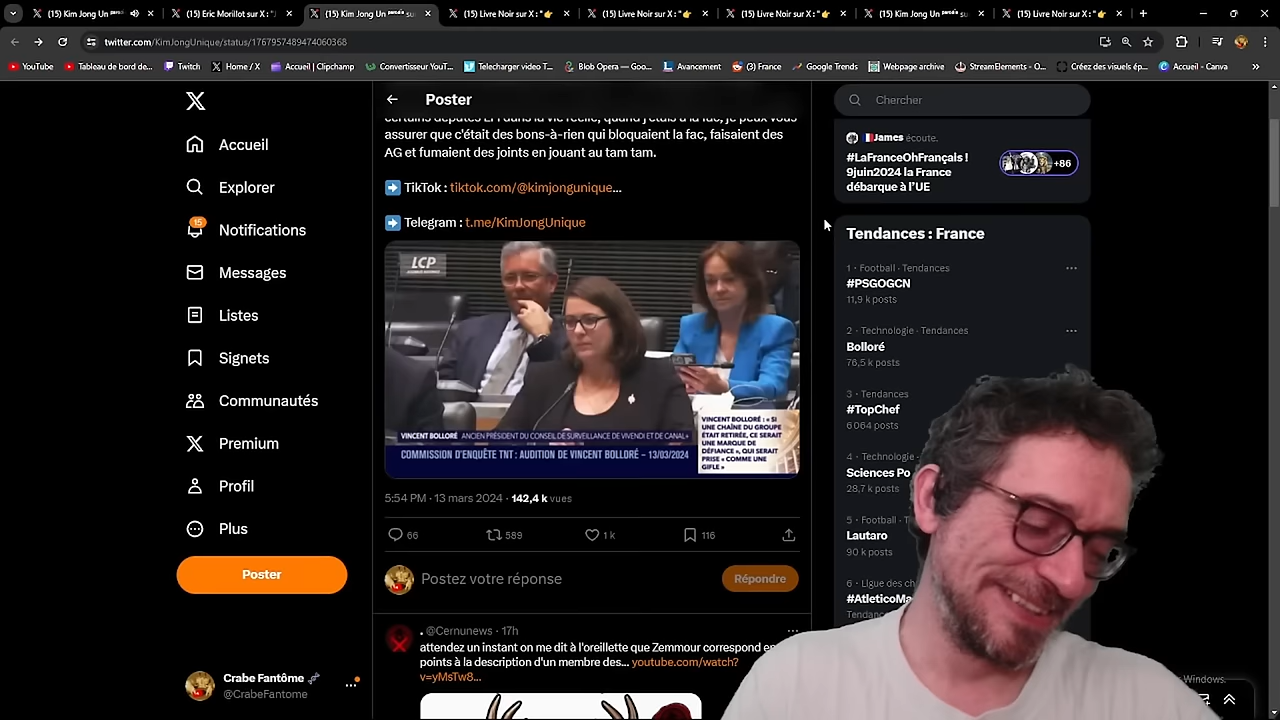 (15) Kim Jong Un
(15) Eric Morillot sur X : "J
(15) Kim Jong Un
(15) Livre Noir sur X : "👉
(15) Livre Noir sur X : "👉
(15) Livre Noir sur X : "👉
(15) Kim Jong Un
(15) Livre Noir sur X : "👉
twitter.com/KimJongUnique/status/1767957489474060368
YouTube
Tableau de bord de...
Twitch
Home / X
Accueil | Clipchamp
Convertisseur YouT...
Telecharger video T...
Blob Opera — Goo...
Avancement
(3) France
Google Trends
Webpage archive
StreamElements - O...
Créez des visuels ép...
Accueil - Canva
»
Accueil
Explorer
15
Notifications
Messages
Listes
Signets
Communautés
Premium
Profil
Plus
Poster
Crabe Fantôme
@CrabeFantome
Poster
certains députés LFI dans la vie réelle, quand j'étais à la fac, je peux vous
assurer que c'était des bons-à-rien qui bloquaient la fac, faisaient des
AG et fumaient des joints en jouant au tam tam.
➡️ TikTok : tiktok.com/@kimjongunique...
➡️ Telegram : t.me/KimJongUnique
LCP
ASSEMBLÉE NATIONALE
VINCENT BOLLORÉ ANCIEN PRÉSIDENT DU CONSEIL DE SURVEILLANCE DE VIVENDI ET DE CANAL+
COMMISSION D'ENQUÊTE TNT : AUDITION DE VINCENT BOLLORÉ – 13/03/2024
VINCENT BOLLORÉ : « SI
UNE CHAÎNE DU GROUPE
ÉTAIT RETIRÉE, CE SERAIT
UNE MARQUE DE
DÉFIANCE », QUI SERAIT
PRISE « COMME UNE
GIFLE »
5:54 PM · 13 mars 2024 · 142,4 k vues
66
589
1 k
116
Postez votre réponse
Répondre
. @Cernunews · 17h
attendez un instant on me dit à l'oreillette que Zemmour correspond en
points à la description d'un membre des... youtube.com/watch?
v=yMsTw8...
Chercher
🇫🇷James écoute.
#LaFranceOhFrançais !
9juin2024 la France
débarque à l'UE
+86
Tendances : France
1 · Football · Tendances
#PSGOGCN
11,9 k posts
2 · Technologie · Tendances
Bolloré
76,5 k posts
3 · Tendances
#TopChef
6 064 posts
4 · Technologie ·
Sciences Po
28,7 k posts
5 · Football · T
Lautaro
90 k posts
6 · Ligue des ch
#AtleticoMa
Tendanc
Windows.